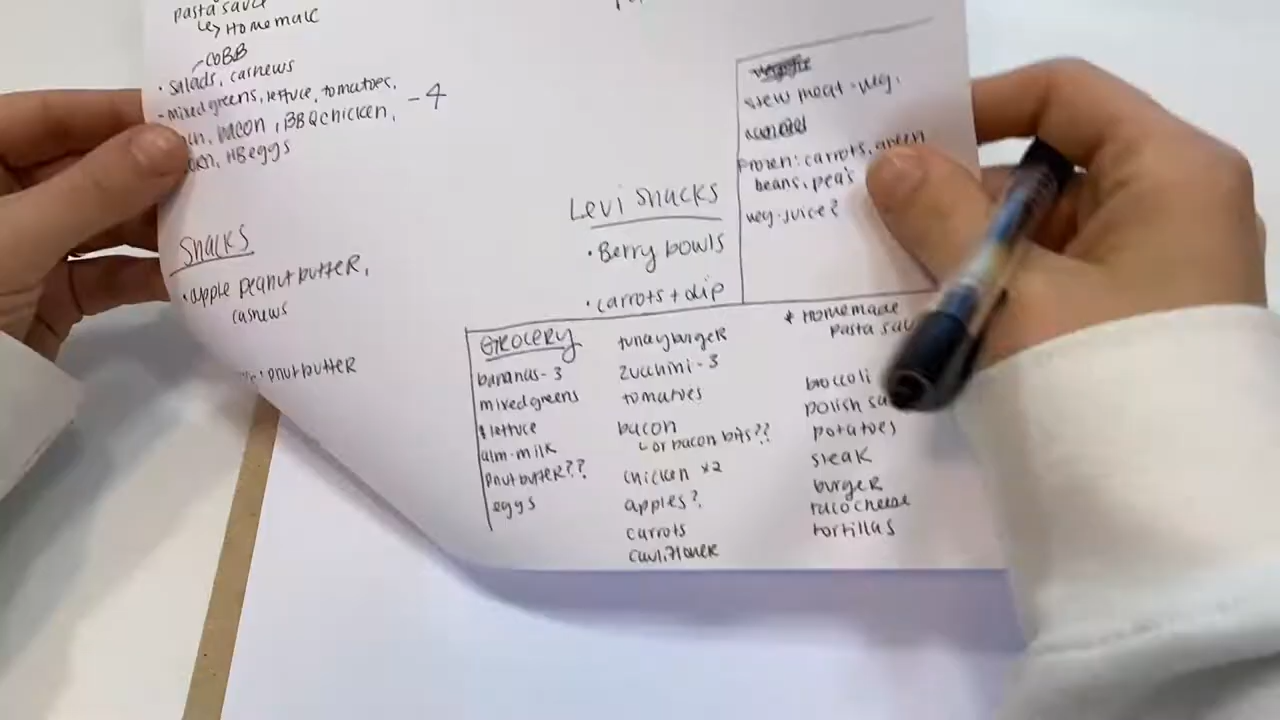 pasta sauce
↳ Homemade
COBB
• salads, cashews
- mixed greens, lettuce, tomatoes,
bacon, BBQ chicken, - 4
HB eggs
Snacks
• apple peanut butter,
cashews
pnut butter
Levi snacks
• Berry bowls
• carrots + dip
stew meat - veg.
Frozen: carrots, green
beans, peas
veg. juice?
GROCERY
bananas - 3
mixed greens
lettuce
alm. milk
pnut butter??
eggs
turkey burger
zucchini - 3
tomatoes
bacon
↳ or bacon bits??
chicken x2
apples?
carrots
cauliflower
* Homemade
pasta sau
broccoli
polish sa
potatoes
steak
burger
taco cheese
tortillas